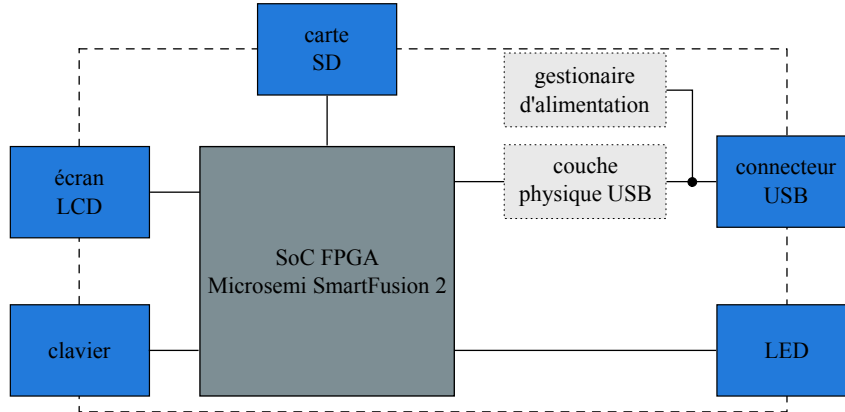 carte
SD
gestionaire
d'alimentation
écran
LCD
couche
physique USB
connecteur
USB
SoC FPGA
Microsemi SmartFusion 2
clavier
LED